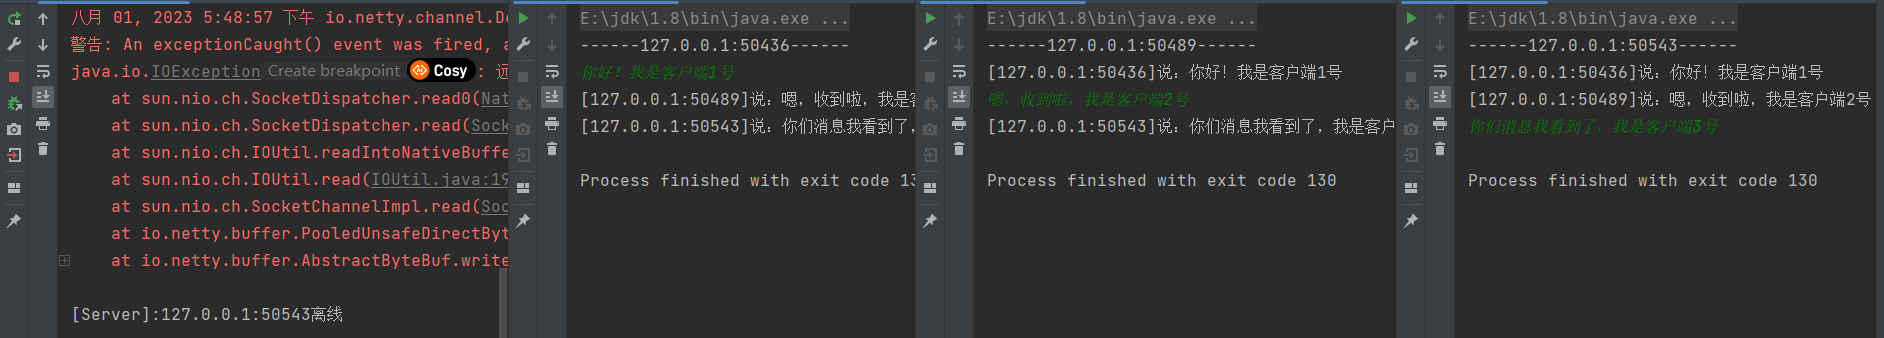 八月 01, 2023 5:48:57 下午 io.netty.channel.De
警告: An exceptionCaught() event was fired, a
java.io.IOException Create breakpoint Cosy : 远
at sun.nio.ch.SocketDispatcher.read0(Nat
at sun.nio.ch.SocketDispatcher.read(Sock
at sun.nio.ch.IOUtil.readIntoNativeBuffe
at sun.nio.ch.IOUtil.read(IOUtil.java:19
at sun.nio.ch.SocketChannelImpl.read(Soc
at io.netty.buffer.PooledUnsafeDirectByt
at io.netty.buffer.AbstractByteBuf.write
[Server]:127.0.0.1:50543离线
E:\jdk\1.8\bin\java.exe ...
------127.0.0.1:50436------
你好！我是客户端1号
[127.0.0.1:50489]说：嗯，收到啦，我是客
[127.0.0.1:50543]说：你们消息我看到了，
Process finished with exit code 13
E:\jdk\1.8\bin\java.exe ...
------127.0.0.1:50489------
[127.0.0.1:50436]说：你好！我是客户端1号
嗯，收到啦，我是客户端2号
[127.0.0.1:50543]说：你们消息我看到了，我是客户
Process finished with exit code 130
E:\jdk\1.8\bin\java.exe ...
------127.0.0.1:50543------
[127.0.0.1:50436]说：你好！我是客户端1号
[127.0.0.1:50489]说：嗯，收到啦，我是客户端2号
你们消息我看到了，我是客户端3号
Process finished with exit code 130